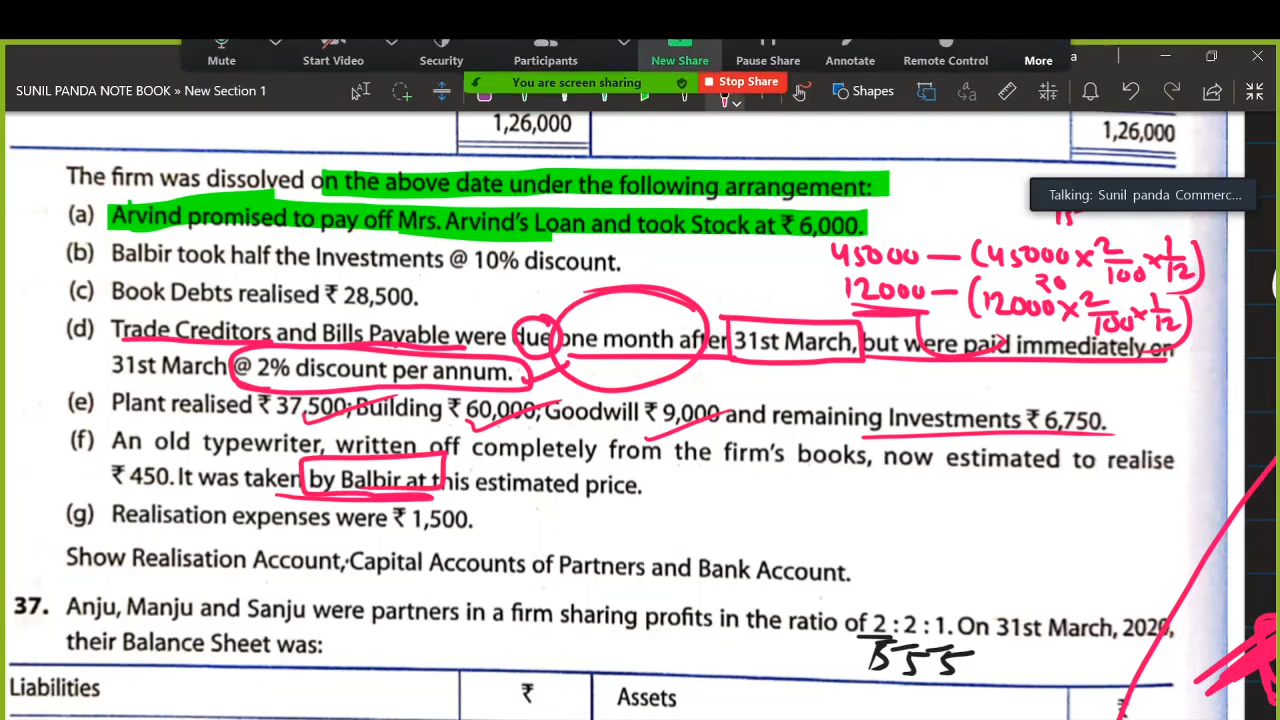 Mute
Start Video
Security
Participants
New Share
Pause Share
Annotate
Remote Control
More
a
You are screen sharing
Stop Share
SUNIL PANDA NOTE BOOK » New Section 1
Shapes
1,26,000
1,26,000
Talking: Sunil panda Commerc...
The firm was dissolved on the above date under the following arrangement:
(a) Arvind promised to pay off Mrs. Arvind's Loan and took Stock at ₹ 6,000.
(b) Balbir took half the Investments @ 10% discount.
45000 — (45000 × 2/100 × 1/12)
(c) Book Debts realised ₹ 28,500.
20
12000 — (12000 × 2/100 × 1/12)
(d) Trade Creditors and Bills Payable were due one month after 31st March, but were paid immediately on
31st March @ 2% discount per annum.
(e) Plant realised ₹ 37,500; Building ₹ 60,000; Goodwill ₹ 9,000 and remaining Investments ₹ 6,750.
(f) An old typewriter, written off completely from the firm's books, now estimated to realise
₹ 450. It was taken by Balbir at this estimated price.
(g) Realisation expenses were ₹ 1,500.
Show Realisation Account, Capital Accounts of Partners and Bank Account.
37. Anju, Manju and Sanju were partners in a firm sharing profits in the ratio of 2 : 2 : 1. On 31st March, 2020,
their Balance Sheet was:
5 5 5
Liabilities ₹ Assets ₹